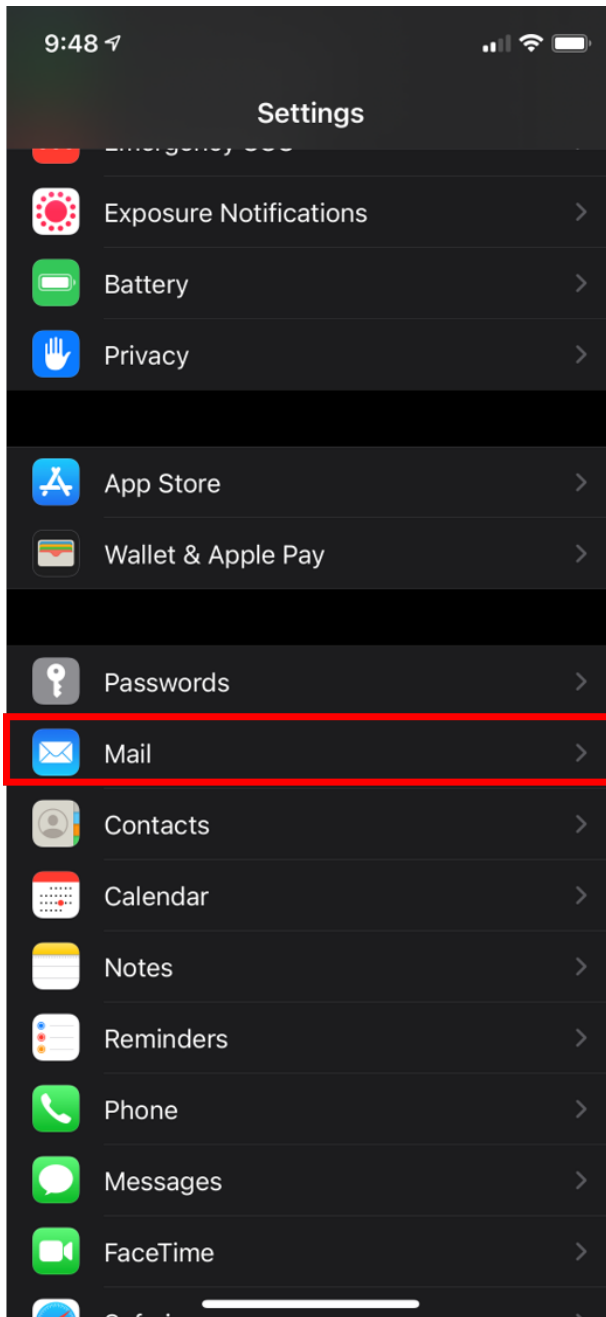 9:48
Settings
Exposure Notifications
Battery
Privacy
App Store
Wallet & Apple Pay
Passwords
Mail
Contacts
Calendar
Notes
Reminders
Phone
Messages
FaceTime